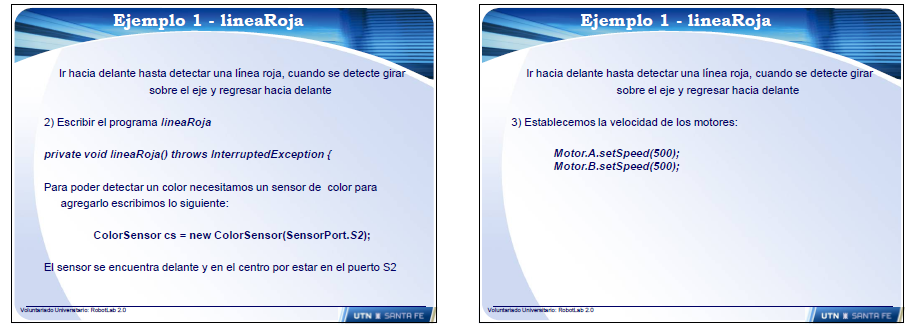 Ejemplo 1 - lineaRoja
Ir hacia delante hasta detectar una línea roja, cuando se detecte girar
sobre el eje y regresar hacia delante
2) Escribir el programa lineaRoja
private void lineaRoja() throws InterruptedException {
Para poder detectar un color necesitamos un sensor de color para
agregarlo escribimos lo siguiente:
ColorSensor cs = new ColorSensor(SensorPort.S2);
El sensor se encuentra delante y en el centro por estar en el puerto S2
Voluntariado Universitario: RobotLab 2.0
UTN SANTA FE
Ejemplo 1 - lineaRoja
Ir hacia delante hasta detectar una línea roja, cuando se detecte girar
sobre el eje y regresar hacia delante
3) Establecemos la velocidad de los motores:
Motor.A.setSpeed(500);
Motor.B.setSpeed(500);
Voluntariado Universitario: RobotLab 2.0
UTN SANTA FE